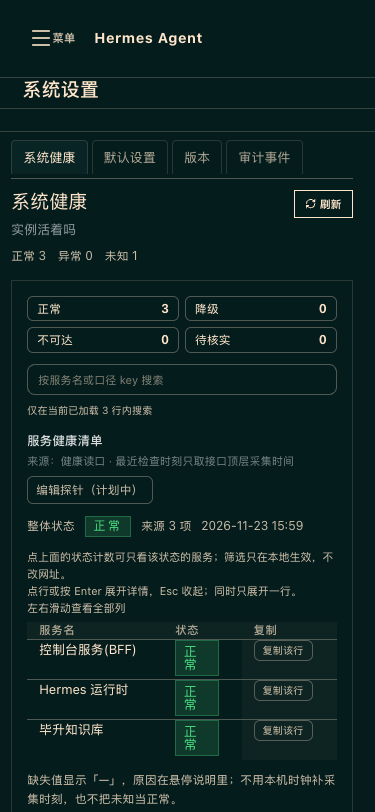 菜单 Hermes Agent
系统设置
系统健康 默认设置 版本 审计事件
系统健康 刷新
实例活着吗
正常 3 异常 0 未知 1
正常 3 降级 0
不可达 0 待核实 0
按服务名或口径 key 搜索
仅在当前已加载 3 行内搜索
服务健康清单
来源：健康读口 · 最近检查时刻只取接口顶层采集时间
编辑探针（计划中）
整体状态 正常 来源 3 项 2026-11-23 15:59
点上面的状态计数可只看该状态的服务；筛选只在本地生效，不
改网址。
点行或按 Enter 展开详情，Esc 收起；同时只展开一行。
左右滑动查看全部列
服务名 状态 复制
控制台服务(BFF) 正常 复制该行
Hermes 运行时 正常 复制该行
毕升知识库 正常 复制该行
缺失值显示「—」，原因在悬停说明里；不用本机时钟补采
集时刻，也不把未知当正常。